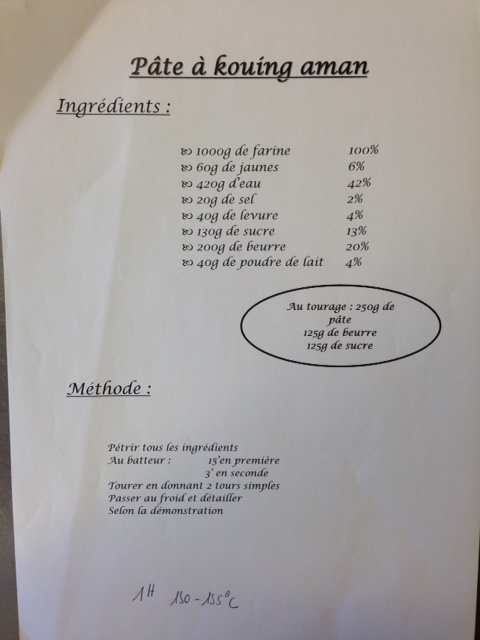 Pâte à kouing aman
Ingrédients :
1000g de farine 100%
60g de jaunes 6%
420g d'eau 42%
20g de sel 2%
40g de levure 4%
130g de sucre 13%
200g de beurre 20%
40g de poudre de lait 4%
Au tourage : 250g de
pâte
125g de beurre
125g de sucre
Méthode :
Pétrir tous les ingrédients
Au batteur : 15'en première
3' en seconde
Tourer en donnant 2 tours simples
Passer au froid et détailler
Selon la démonstration
1H 150-155°C